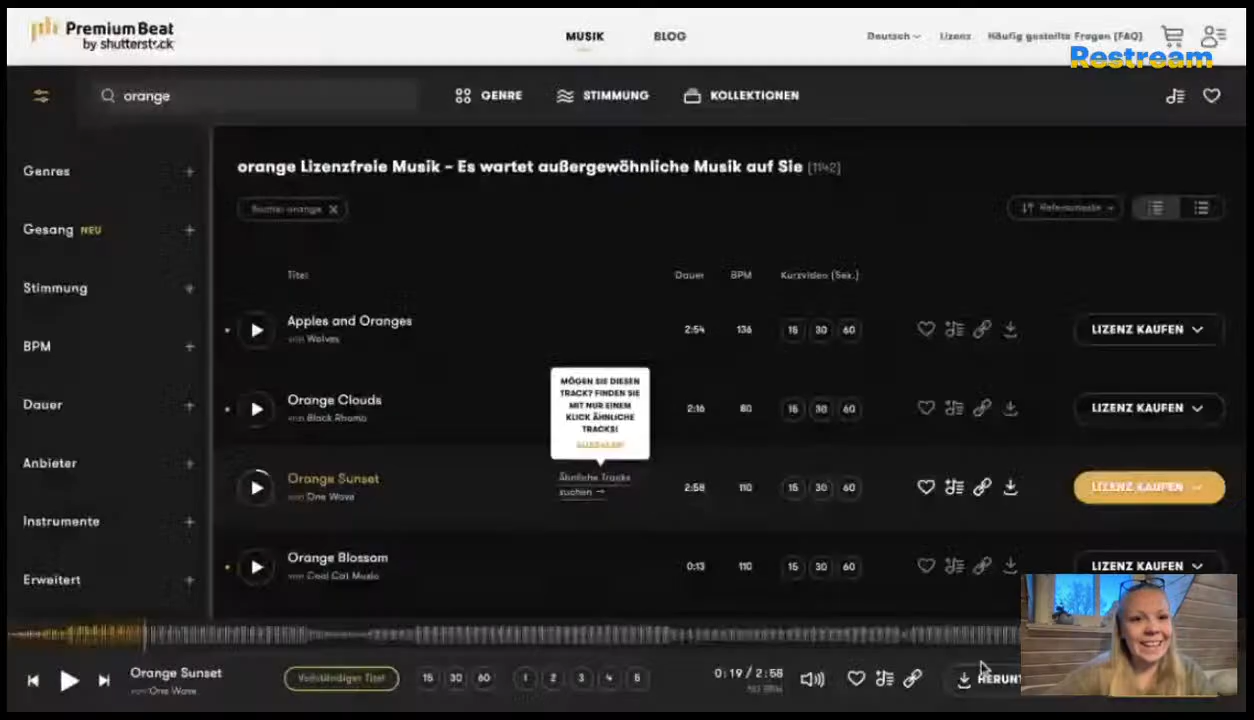 PremiumBeat
by shutterstock
MUSIK
BLOG
Deutsch
Lizenz
Häufig gestellte Fragen (FAQ)
Restream
orange
GENRE
STIMMUNG
KOLLEKTIONEN
Genres
Gesang NEU
Stimmung
BPM
Dauer
Anbieter
Instrumente
Erweitert
orange Lizenzfreie Musik - Es wartet außergewöhnliche Musik auf Sie (1142)
Suche: orange
Titel
Dauer
BPM
Kurzvideo (Sek.)
Apples and Oranges
von Wolves
2:54
136
15 30 60
LIZENZ KAUFEN
MÖGEN SIE DIESEN
TRACK? FINDEN SIE
MIT NUR EINEM
KLICK ÄHNLICHE
TRACKS!
Orange Clouds
von Black Rhomb
2:16
80
15 30 60
LIZENZ KAUFEN
Orange Sunset
von One Wave
Ähnliche Tracks
suchen →
2:58
110
15 30 60
LIZENZ KAUFEN
Orange Blossom
von Cool Cat Music
0:13
110
15 30 60
LIZENZ KAUFEN
Orange Sunset
von One Wave
Vollständiger Titel
15 30 60
1 2 3 4 5
0:19 / 2:58
110 BPM
HERUNT